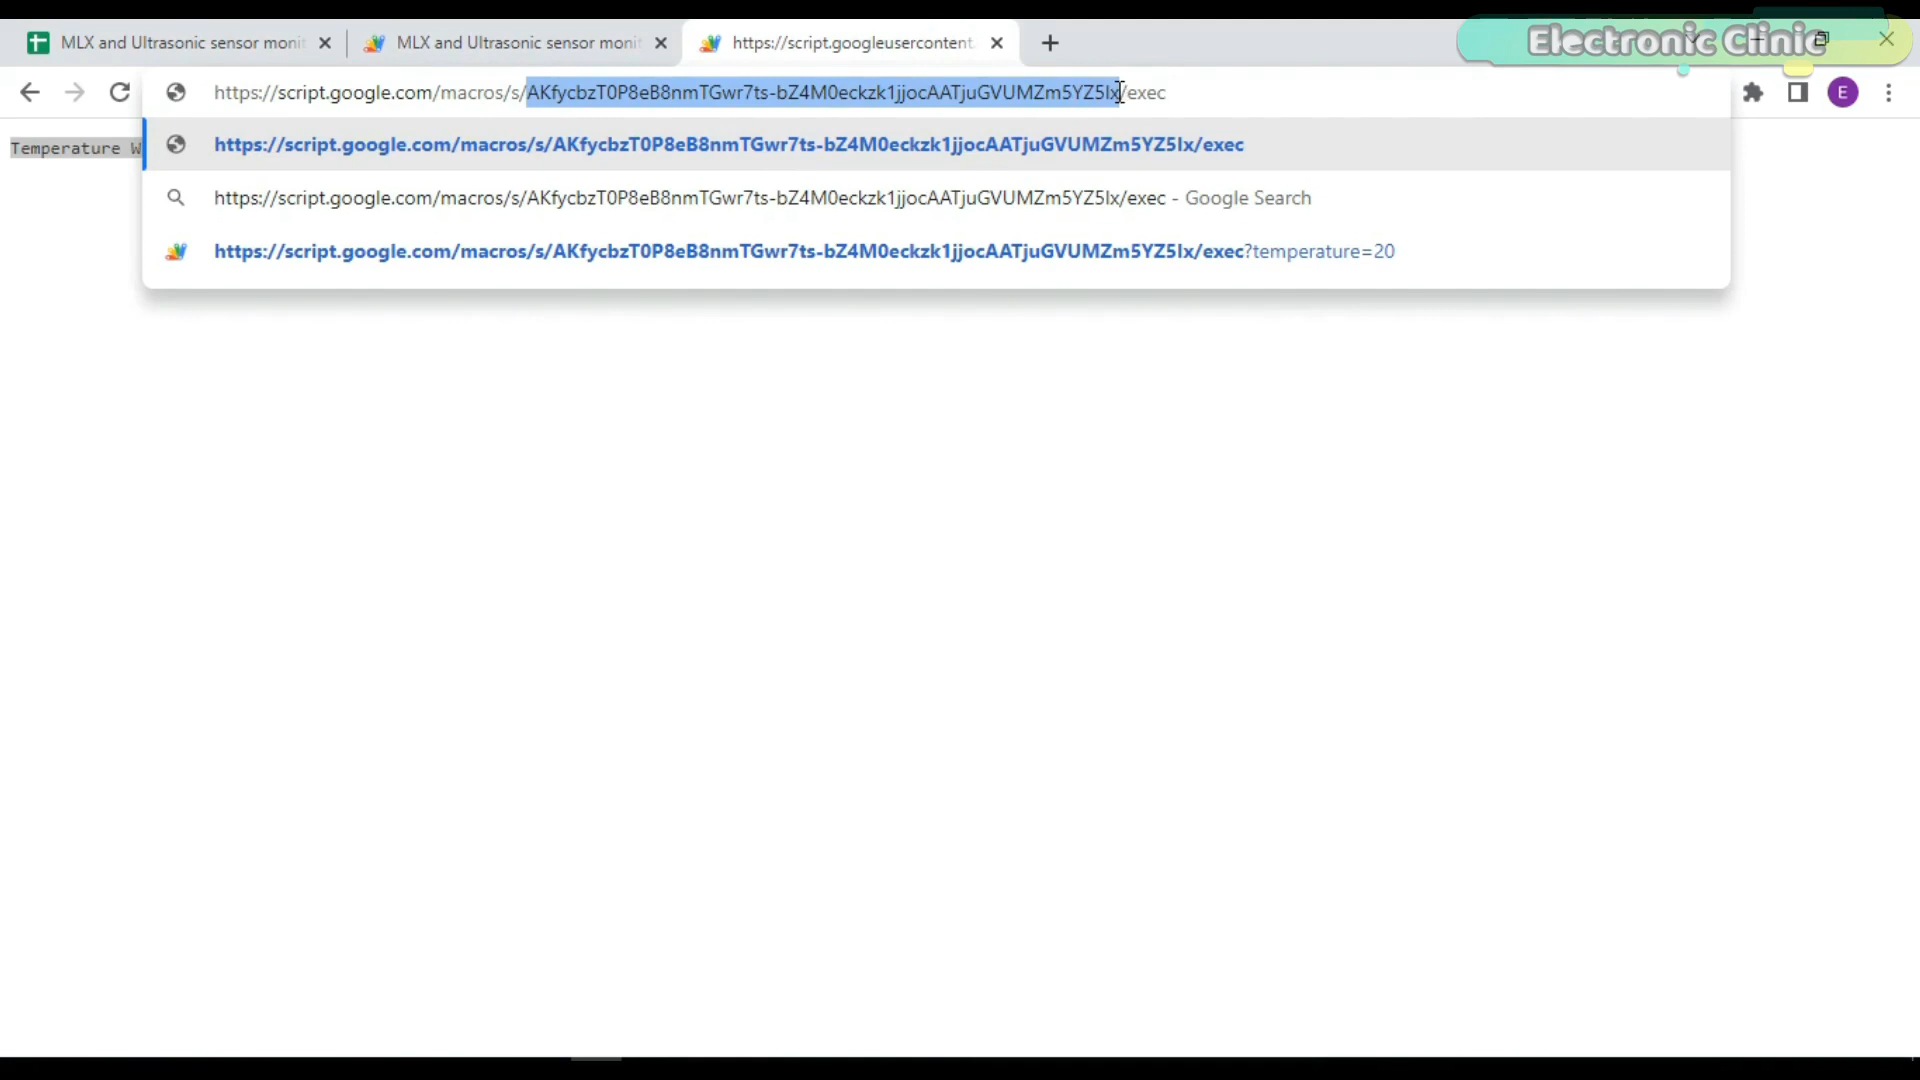 MLX and Ultrasonic sensor moni
MLX and Ultrasonic sensor moni
https://script.googleusercontent.
Electronic Clinic
https://script.google.com/macros/s/AKfycbzT0P8eB8nmTGwr7ts-bZ4M0eckzk1jjocAATjuGVUMZm5YZ5lx/exec
E
Temperature W
https://script.google.com/macros/s/AKfycbzT0P8eB8nmTGwr7ts-bZ4M0eckzk1jjocAATjuGVUMZm5YZ5lx/exec
https://script.google.com/macros/s/AKfycbzT0P8eB8nmTGwr7ts-bZ4M0eckzk1jjocAATjuGVUMZm5YZ5lx/exec - Google Search
https://script.google.com/macros/s/AKfycbzT0P8eB8nmTGwr7ts-bZ4M0eckzk1jjocAATjuGVUMZm5YZ5lx/exec?temperature=20